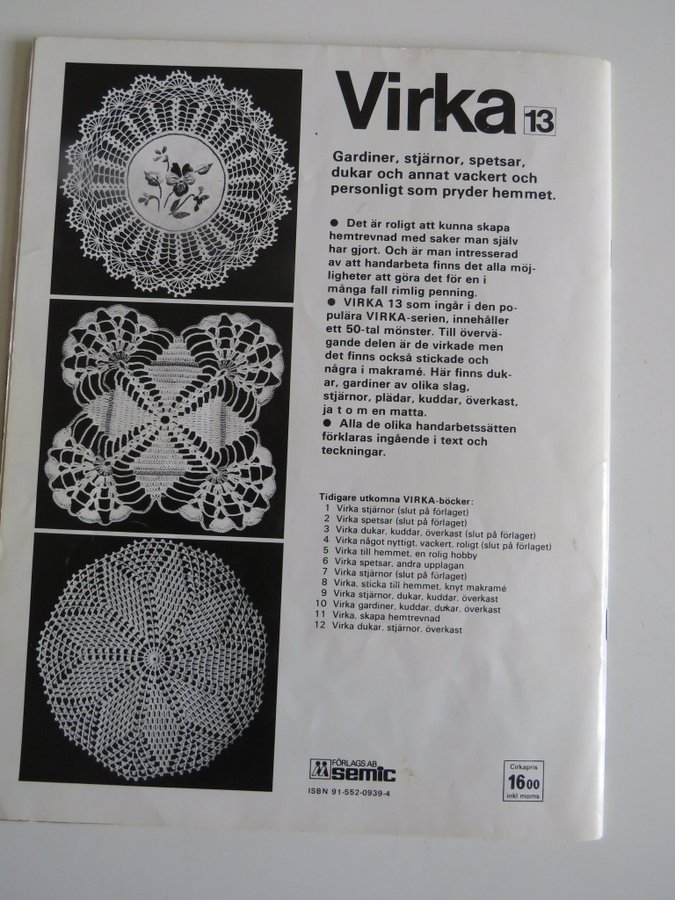 Virka 13
Gardiner, stjärnor, spetsar,
dukar och annat vackert och
personligt som pryder hemmet.
● Det är roligt att kunna skapa
hemtrevnad med saker man själv
har gjort. Och är man intresserad
av att handarbeta finns det alla möj-
ligheter att göra det för en i
många fall rimlig penning.
● VIRKA 13 som ingår i den po-
pulära VIRKA-serien, innehåller
ett 50-tal mönster. Till övervä-
gande delen är de virkade men
det finns också stickade och
några i makramé. Här finns duk-
ar, gardiner av olika slag,
stjärnor, plädar, kuddar, överkast,
ja t o m en matta.
● Alla de olika handarbetssätten
förklaras ingående i text och
teckningar.
Tidigare utkomna VIRKA-böcker:
1 Virka stjärnor (slut på förlaget)
2 Virka spetsar (slut på förlaget)
3 Virka dukar, kuddar, överkast (slut på förlaget)
4 Virka något nyttigt, vackert, roligt (slut på förlaget)
5 Virka till hemmet, en rolig hobby
6 Virka spetsar, andra upplagan
7 Virka stjärnor (slut på förlaget)
8 Virka, sticka till hemmet, knyt makramé
9 Virka stjärnor, dukar, kuddar, överkast
10 Virka gardiner, kuddar, dukar, överkast
11 Virka, skapa hemtrevnad
12 Virka dukar, stjärnor, överkast
FÖRLAGS AB
semic
ISBN 91-552-0939-4
Cirkapris
16 00
inkl moms